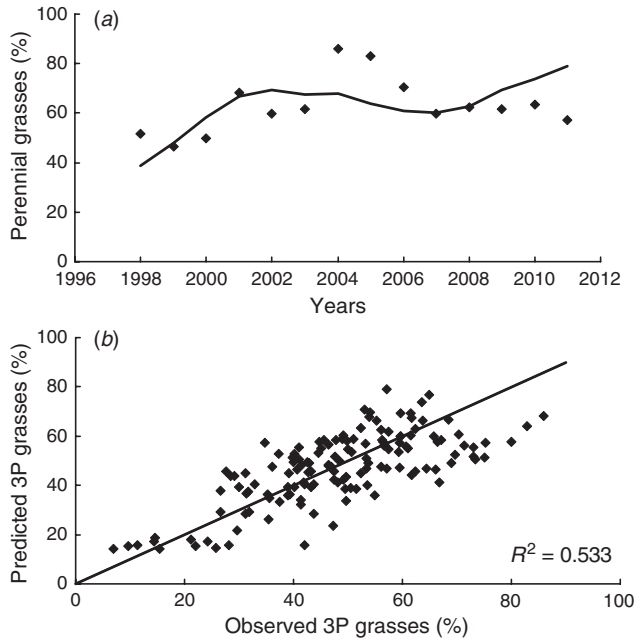 (a)
Perennial grasses (%)
100
80
60
40
20
0
1996 1998 2000 2002 2004 2006 2008 2010 2012
Years
(b)
Predicted 3P grasses (%)
100
80
60
40
20
0
R² = 0.533
0 20 40 60 80 100
Observed 3P grasses (%)